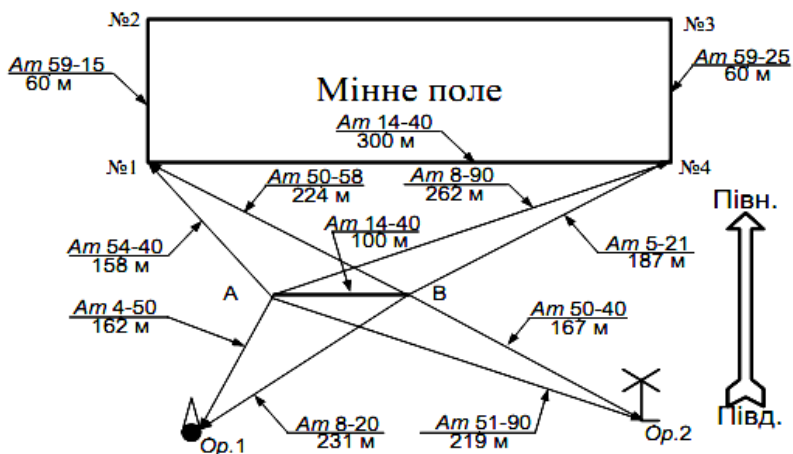 №2
№3
Ат 59-15
60 м
Ат 59-25
60 м
Мінне поле
Ат 14-40
300 м
№1
№4
Ат 50-58
224 м
Ат 8-90
262 м
Півн.
Ат 14-40
100 м
Ат 54-40
158 м
Ат 5-21
187 м
А
В
Ат 4-50
162 м
Ат 50-40
167 м
Ат 8-20
231 м
Ат 51-90
219 м
Півд.
Ор.1
Ор.2